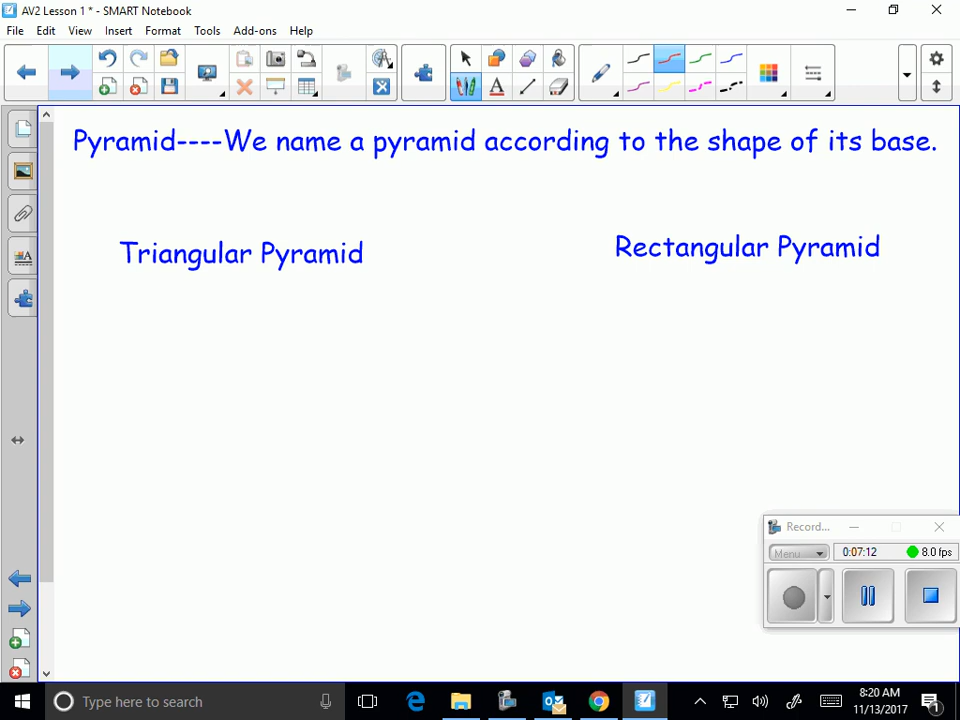 AV2 Lesson 1 * - SMART Notebook
File Edit View Insert Format Tools Add-ons Help
Pyramid----We name a pyramid according to the shape of its base.
Triangular Pyramid
Rectangular Pyramid
Record...
Menu 0:07:12 8.0 fps
Type here to search
8:20 AM
11/13/2017
1